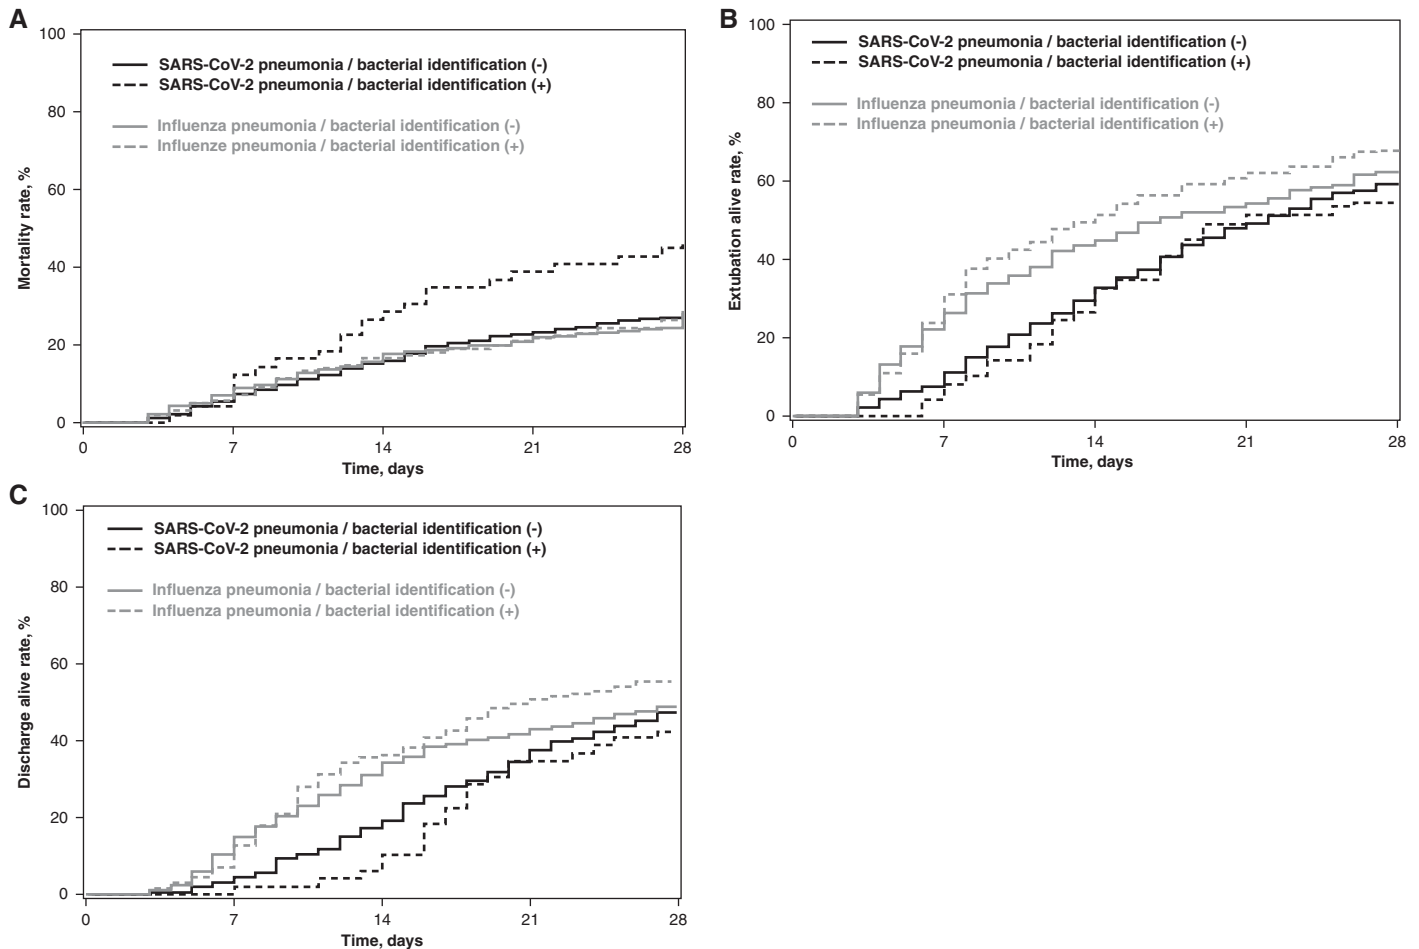 A
100
80
60
40
20
0
Mortality rate, %
SARS-CoV-2 pneumonia / bacterial identification (-)
SARS-CoV-2 pneumonia / bacterial identification (+)
Influenza pneumonia / bacterial identification (-)
Influenze pneumonia / bacterial identification (+)
0 7 14 21 28
Time, days
B
100
80
60
40
20
0
Extubation alive rate, %
SARS-CoV-2 pneumonia / bacterial identification (-)
SARS-CoV-2 pneumonia / bacterial identification (+)
Influenza pneumonia / bacterial identification (-)
Influenza pneumonia / bacterial identification (+)
0 7 14 21 28
Time, days
C
100
80
60
40
20
0
Discharge alive rate, %
SARS-CoV-2 pneumonia / bacterial identification (-)
SARS-CoV-2 pneumonia / bacterial identification (+)
Influenza pneumonia / bacterial identification (-)
Influenza pneumonia / bacterial identification (+)
0 7 14 21 28
Time, days